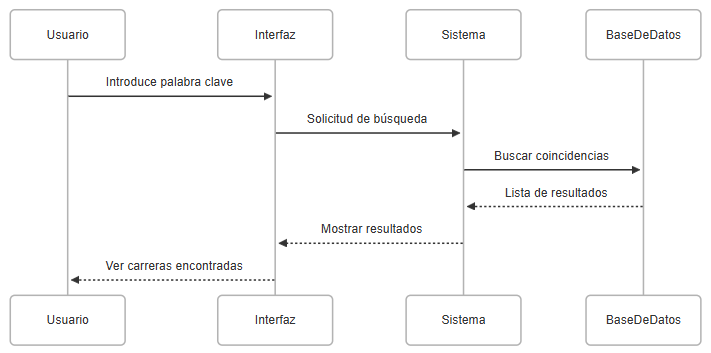 Usuario
Interfaz
Sistema
BaseDeDatos
Introduce palabra clave
Solicitud de búsqueda
Buscar coincidencias
Lista de resultados
Mostrar resultados
Ver carreras encontradas
Usuario
Interfaz
Sistema
BaseDeDatos